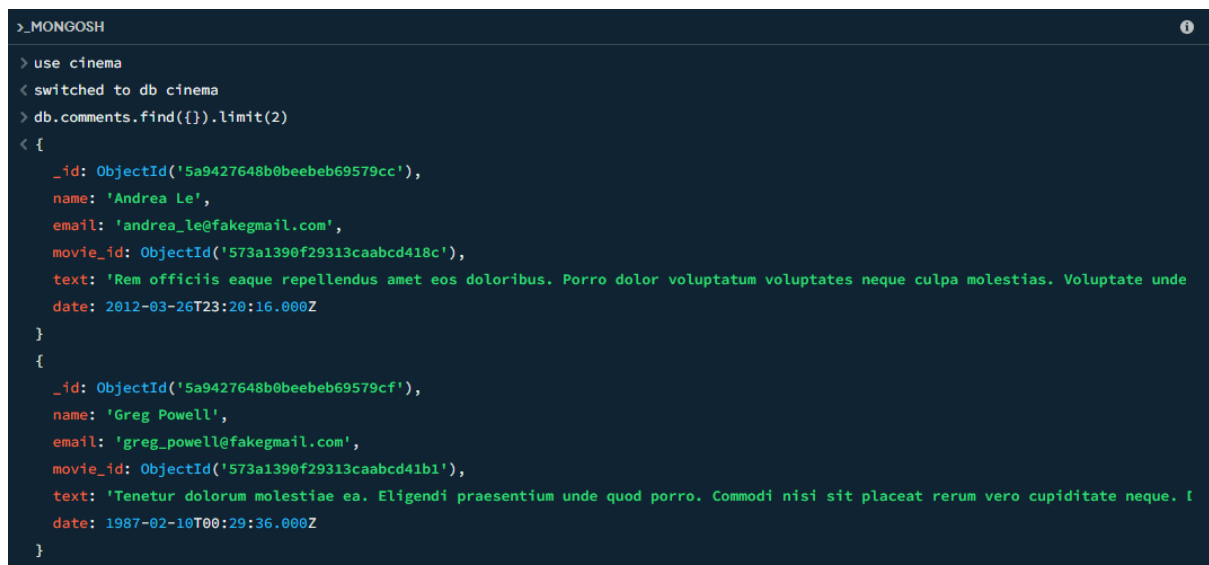 >_MONGOSH
> use cinema
< switched to db cinema
> db.comments.find({}).limit(2)
< {
_id: ObjectId('5a9427648b0beebeb69579cc'),
name: 'Andrea Le',
email: 'andrea_le@fakegmail.com',
movie_id: ObjectId('573a1390f29313caabcd418c'),
text: 'Rem officiis eaque repellendus amet eos doloribus. Porro dolor voluptatum voluptates neque culpa molestias. Voluptate unde
date: 2012-03-26T23:20:16.000Z
}
{
_id: ObjectId('5a9427648b0beebeb69579cf'),
name: 'Greg Powell',
email: 'greg_powell@fakegmail.com',
movie_id: ObjectId('573a1390f29313caabcd41b1'),
text: 'Tenetur dolorum molestiae ea. Eligendi praesentium unde quod porro. Commodi nisi sit placeat rerum vero cupiditate neque.
date: 1987-02-10T00:29:36.000Z
}